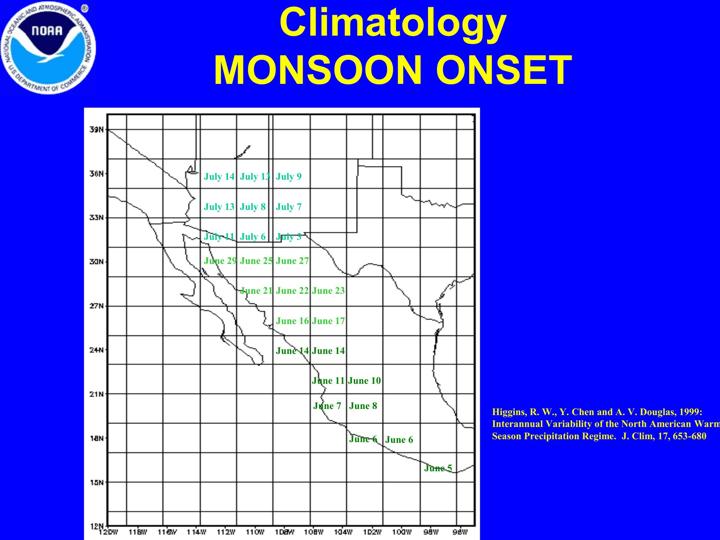 Climatology
MONSOON ONSET
NATIONAL OCEANIC AND ATMOSPHERIC ADMINISTRATION
NOAA
U.S. DEPARTMENT OF COMMERCE
39N
36N
July 14 July 13 July 9
July 13 July 8 July 7
33N
July 11 July 6 July 3
30N
June 29 June 25 June 27
June 21 June 22 June 23
27N
June 16 June 17
24N
June 14 June 14
June 11 June 10
21N
June 7 June 8
18N
June 6 June 6
June 5
15N
12N
120W 118W 116W 114W 112W 110W 108W 106W 104W 102W 100W 98W 96W
Higgins, R. W., Y. Chen and A. V. Douglas, 1999:
Interannual Variability of the North American Warm
Season Precipitation Regime. J. Clim, 17, 653-680